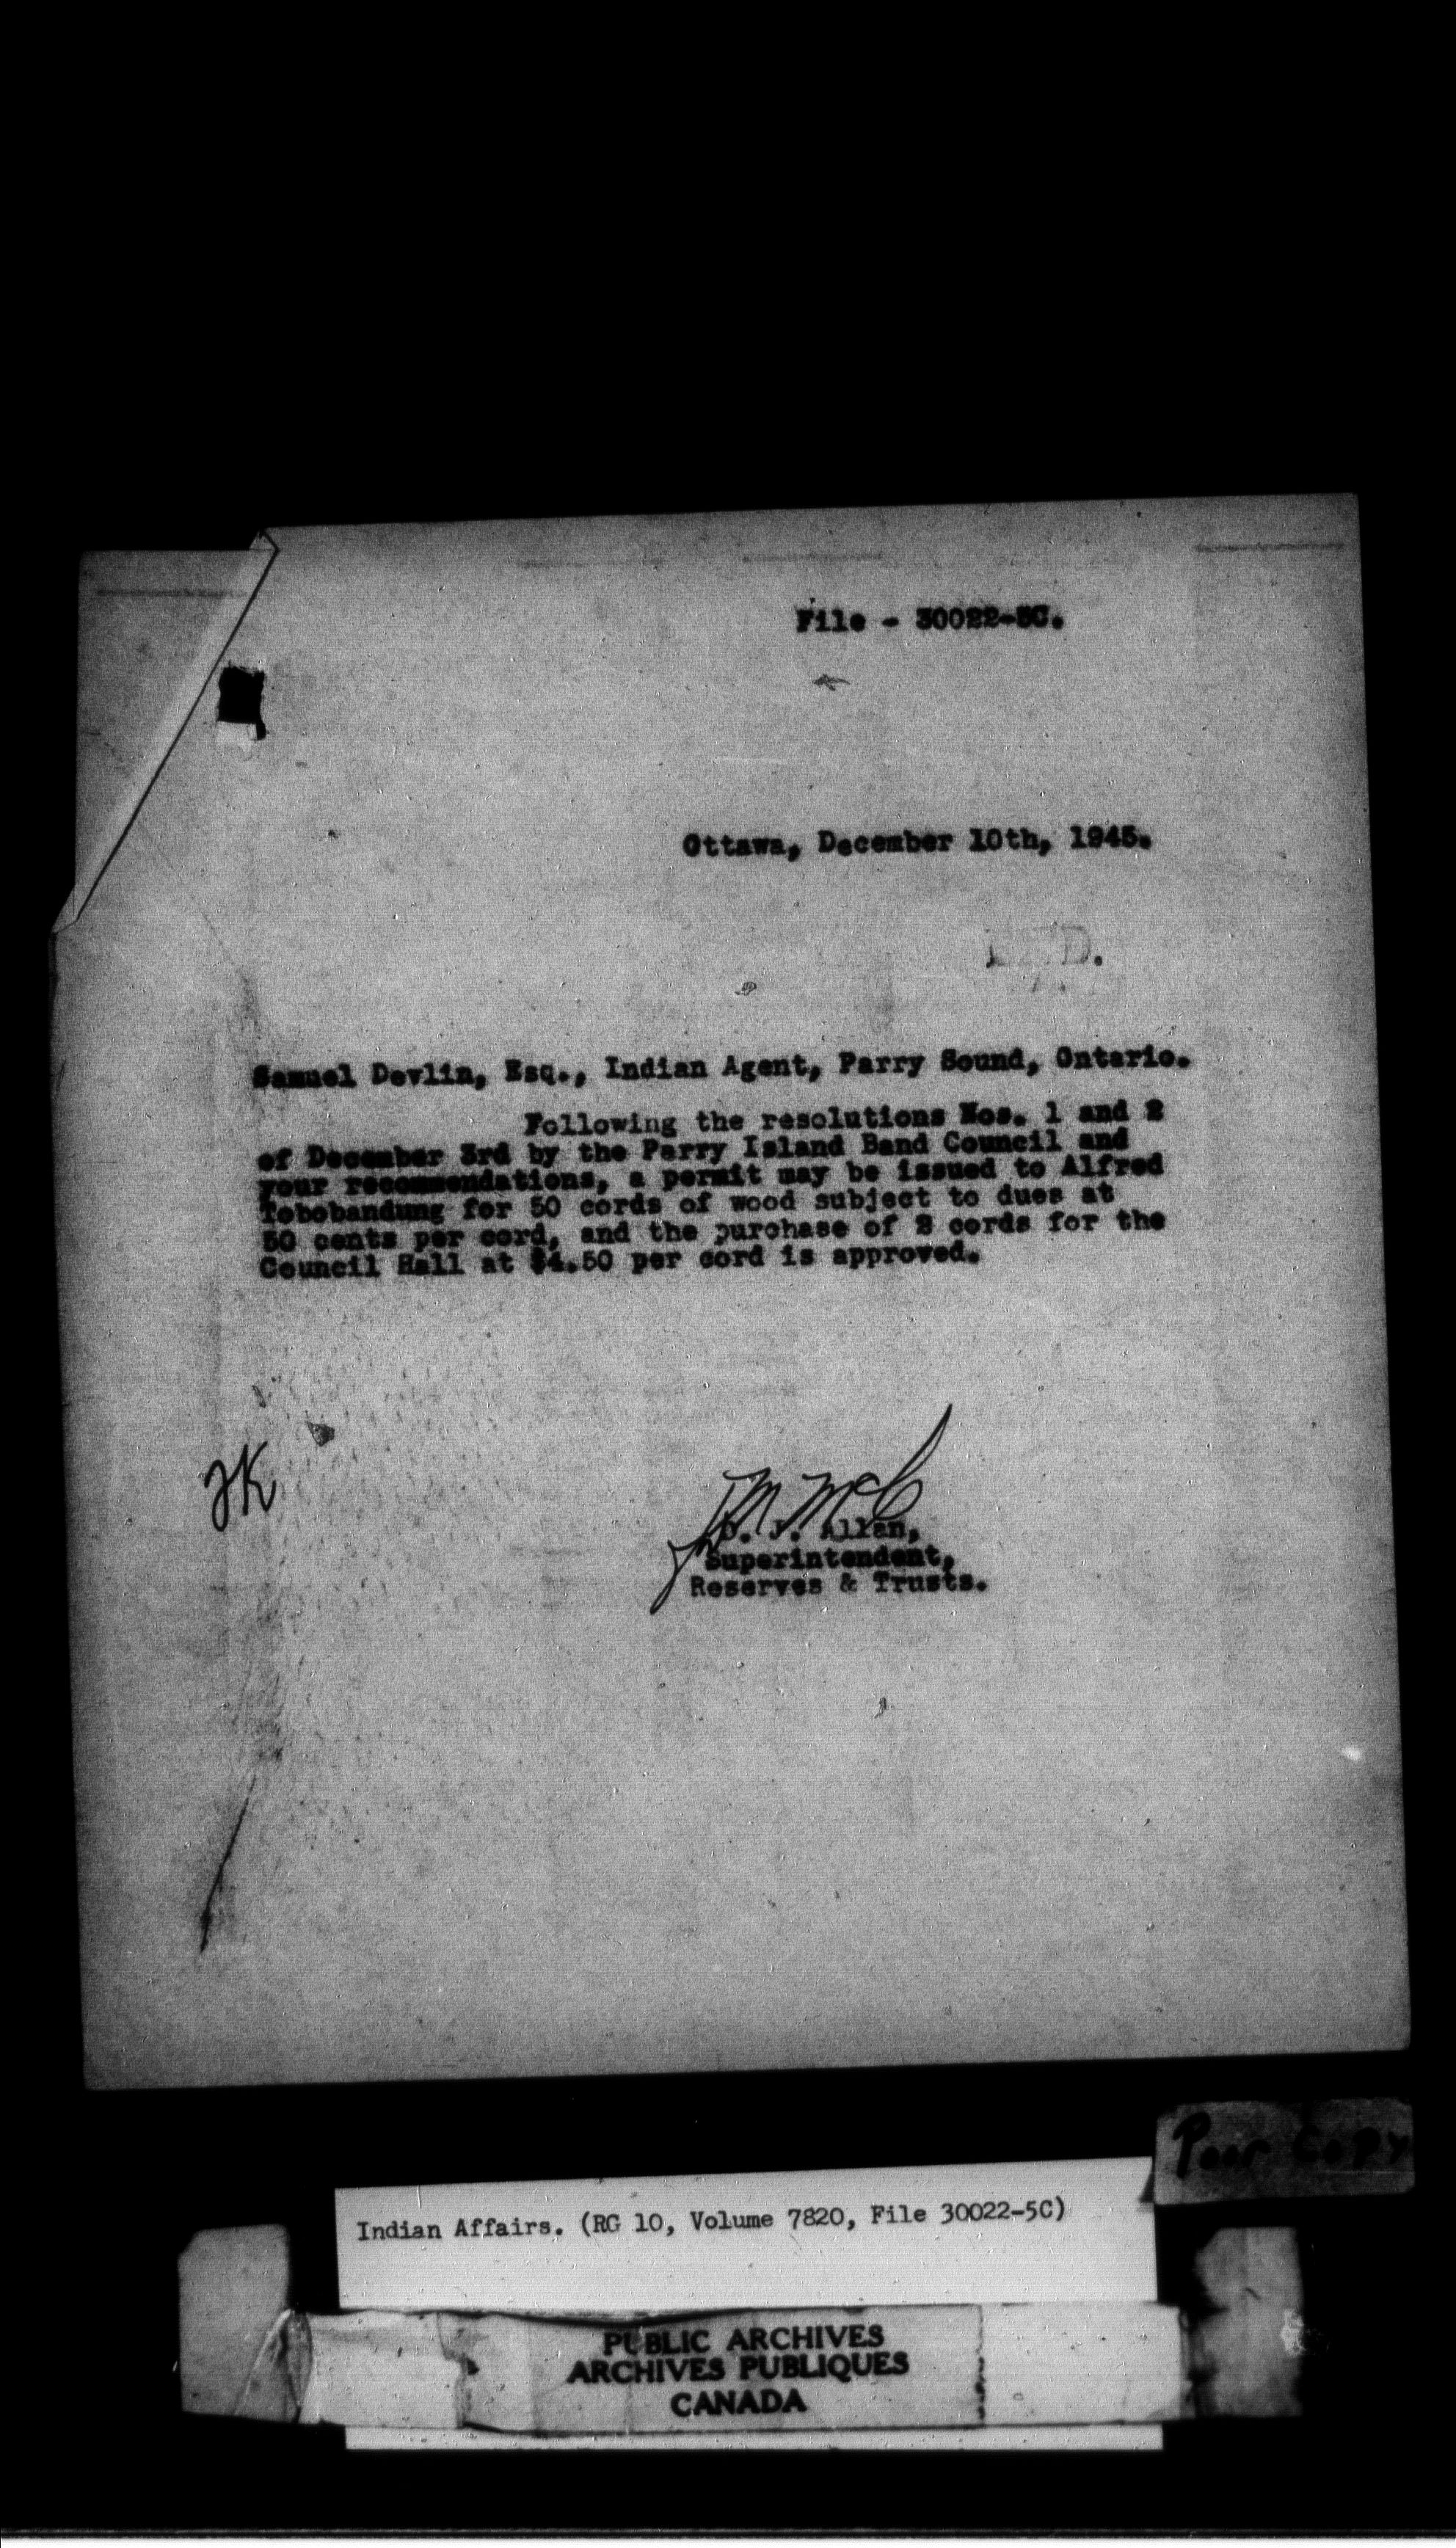 File - 30022-5C.
Ottawa, December 10th, 1945.
Samuel Devlin, Esq., Indian Agent, Parry Sound, Ontario.
Following the resolutions Nos. 1 and 2
of December 3rd by the Parry Island Band Council and
your recommendations, a permit may be issued to Alfred
Tobobandung for 50 cords of wood subject to dues at
50 cents per cord, and the purchase of 2 cords for the
Council Hall at $4.50 per cord is approved.
JK
D. J. Allan,
Superintendent,
Reserves & Trusts.
Poor Copy
Indian Affairs. (RG 10, Volume 7820, File 30022-5C)
PUBLIC ARCHIVES
ARCHIVES PUBLIQUES
CANADA